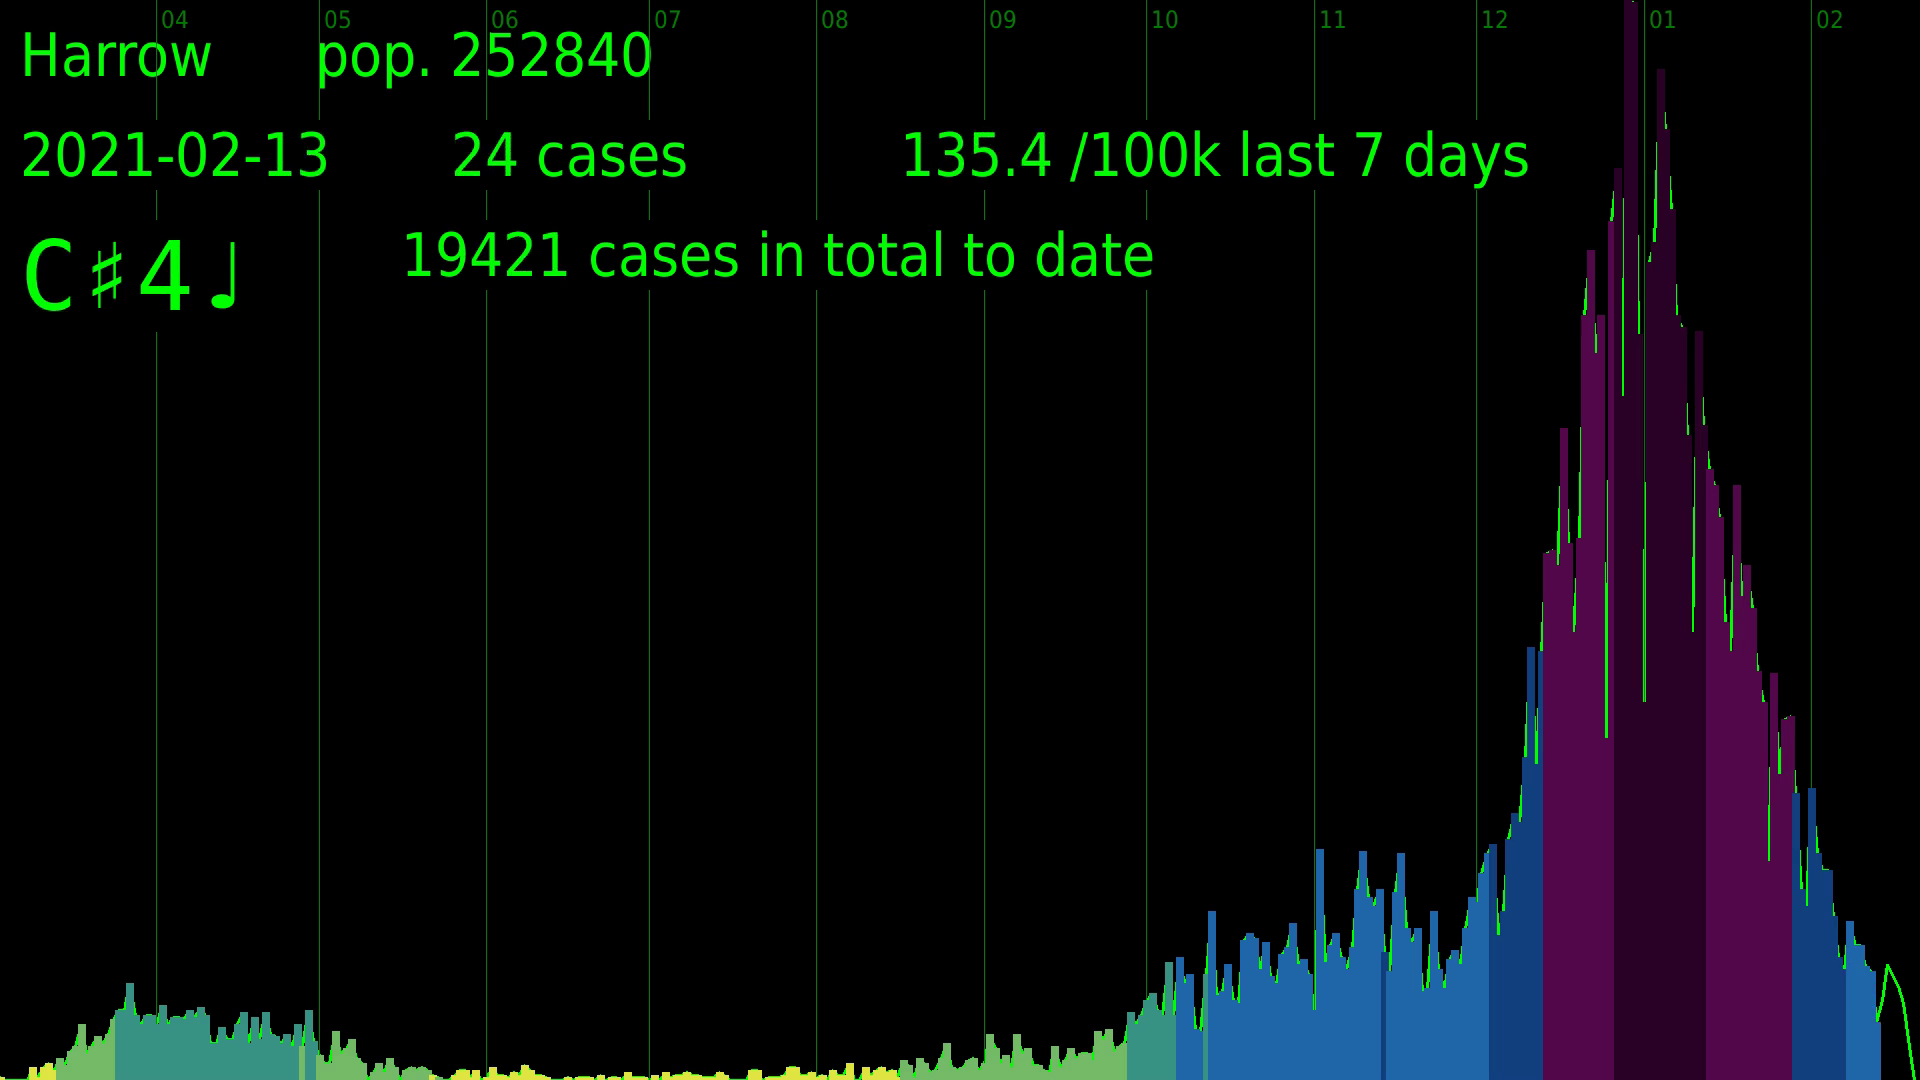 04 05 06 07 08 09 10 11 12 01 02
Harrow pop. 252840
2021-02-13 24 cases 135.4 /100k last 7 days
C♯4♩ 19421 cases in total to date